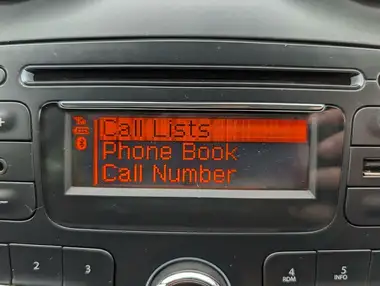 Call Lists
Phone Book
Call Number
2
3
4
RDM
5
INFO